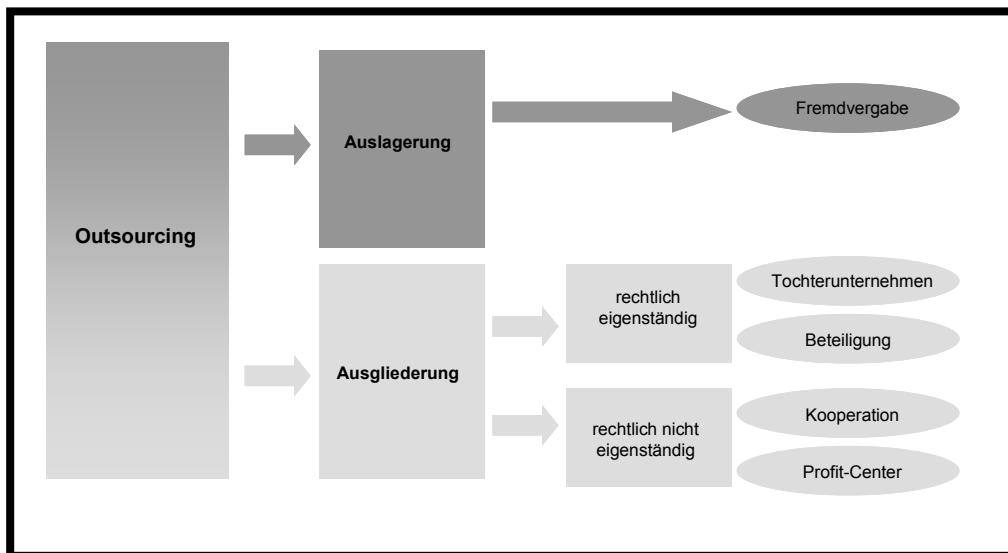 Outsourcing
Auslagerung
Fremdvergabe
Ausgliederung
rechtlich
eigenständig
Tochterunternehmen
Beteiligung
rechtlich nicht
eigenständig
Kooperation
Profit-Center